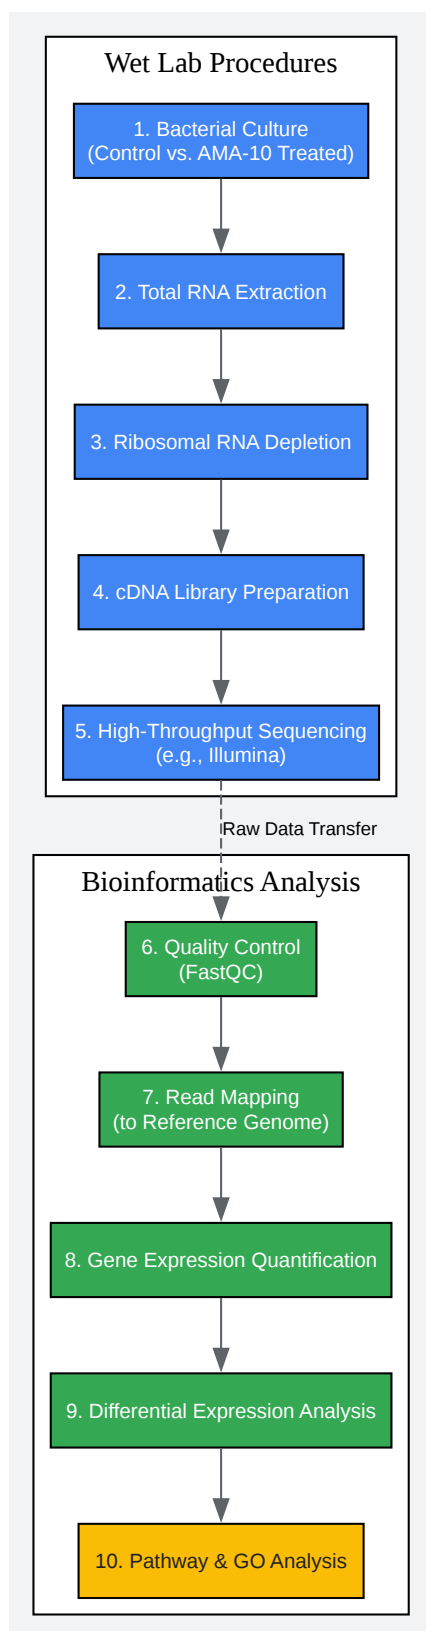 Wet Lab Procedures
1. Bacterial Culture
(Control vs. AMA-10 Treated)
2. Total RNA Extraction
3. Ribosomal RNA Depletion
4. cDNA Library Preparation
5. High-Throughput Sequencing
(e.g., Illumina)
Raw Data Transfer
Bioinformatics Analysis
6. Quality Control
(FastQC)
7. Read Mapping
(to Reference Genome)
8. Gene Expression Quantification
9. Differential Expression Analysis
10. Pathway & GO Analysis